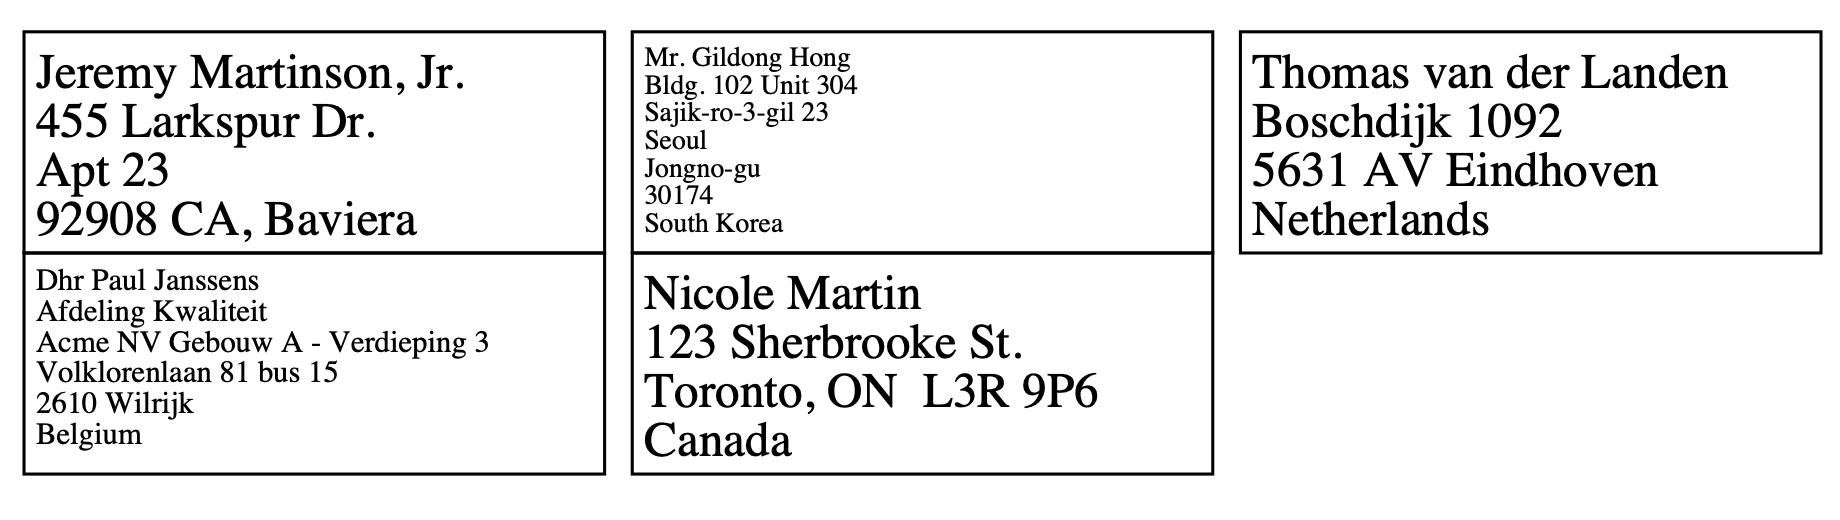 Jeremy Martinson, Jr.
455 Larkspur Dr.
Apt 23
92908 CA, Baviera
Mr. Gildong Hong
Bldg. 102 Unit 304
Sajik-ro-3-gil 23
Seoul
Jongno-gu
30174
South Korea
Thomas van der Landen
Boschdijk 1092
5631 AV Eindhoven
Netherlands
Dhr Paul Janssens
Afdeling Kwaliteit
Acme NV Gebouw A - Verdieping 3
Volklorenlaan 81 bus 15
2610 Wilrijk
Belgium
Nicole Martin
123 Sherbrooke St.
Toronto, ON  L3R 9P6
Canada